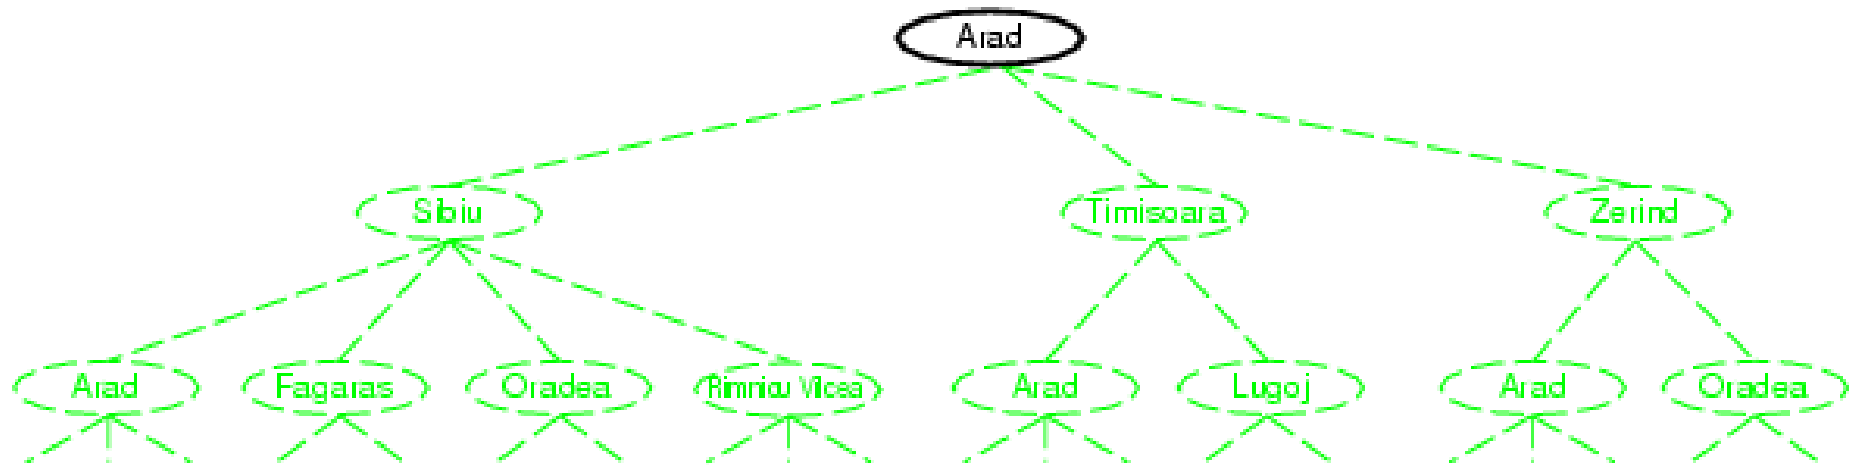 Arad
Sibiu
Timisoara
Zerind
Arad
Fagaras
Oradea
Rimnicu Vilcea
Arad
Lugoj
Arad
Oradea